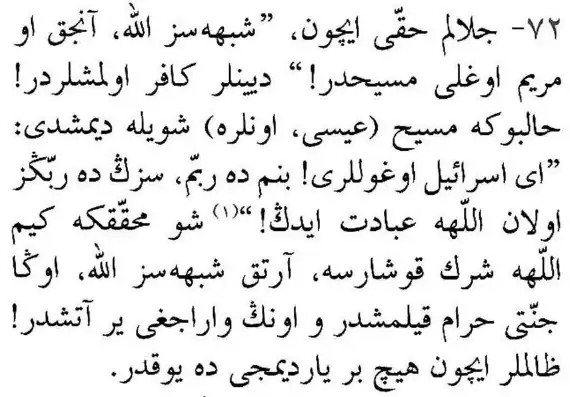 ٧٢- جلالم حقّی ایچون، ”شبهه‌سز الله، آنجق او
مریم اوغلی مسیحدر!“ دیینلر کافر اولمشلردر!
حالبوکه مسیح (عیسی، اونلره) شویله دیمشدی:
”ای اسرائیل اوغوللری! بنم ده ربّم، سزڭ ده ربّڭز
اولان اللّٰهه عبادت ایدڭ!“(١) شو محقّقکه کیم
اللّٰهه شرك قوشارسه، آرتق شبهه‌سز الله، اوڭا
جنّتی حرام قیلمشدر و اونڭ واراجغی یر آتشدر!
ظالملر ایچون هیچ بر یاردیمجی ده یوقدر.